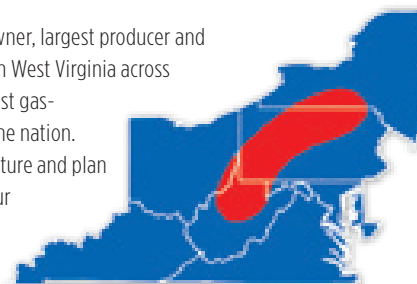 wner, largest producer and
n West Virginia across
st gas-
he nation.
ture and plan
ur